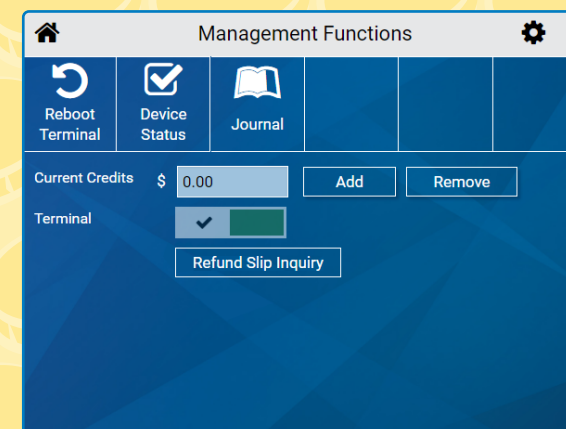 Management Functions
Reboot
Terminal
Device
Status
Journal
Current Credits $ 0.00 Add Remove
Terminal
Refund Slip Inquiry